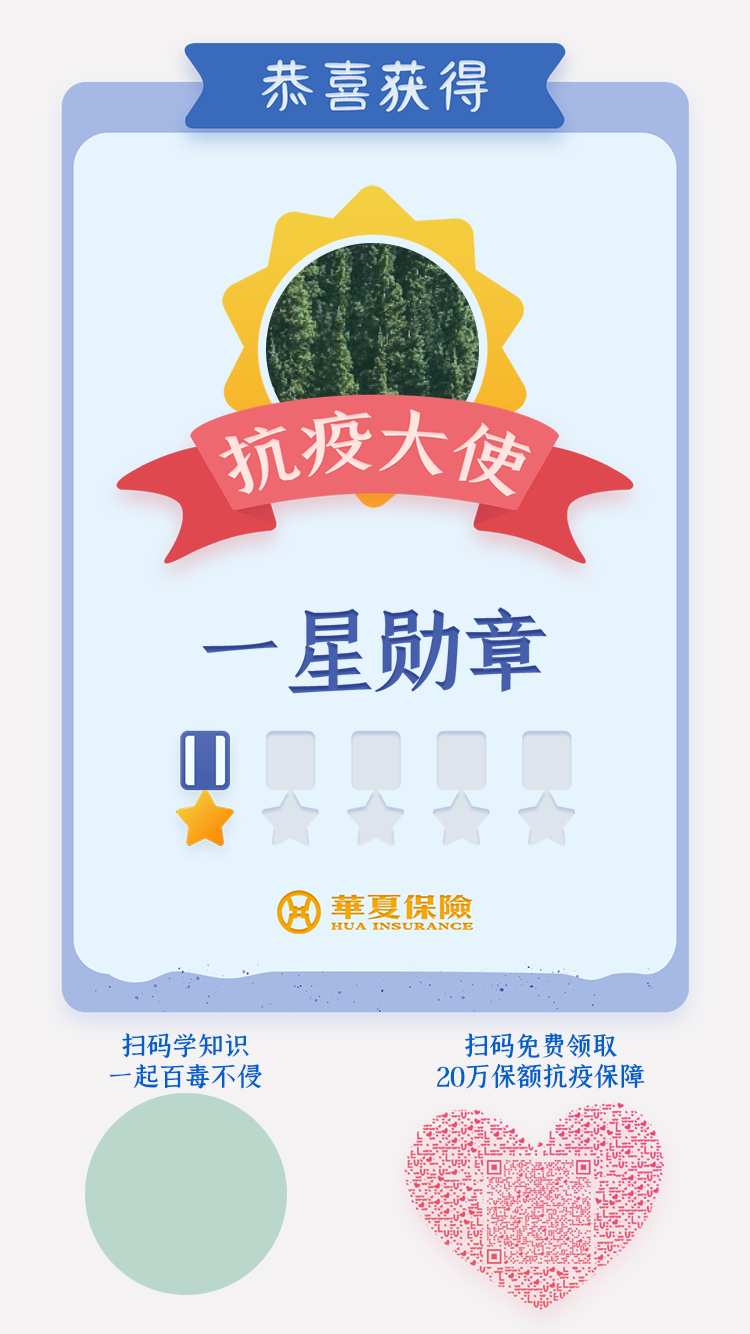 恭喜获得
抗疫大使
一星勋章
華夏保險
HUA INSURANCE
扫码学知识
一起百毒不侵
扫码免费领取
20万保额抗疫保障